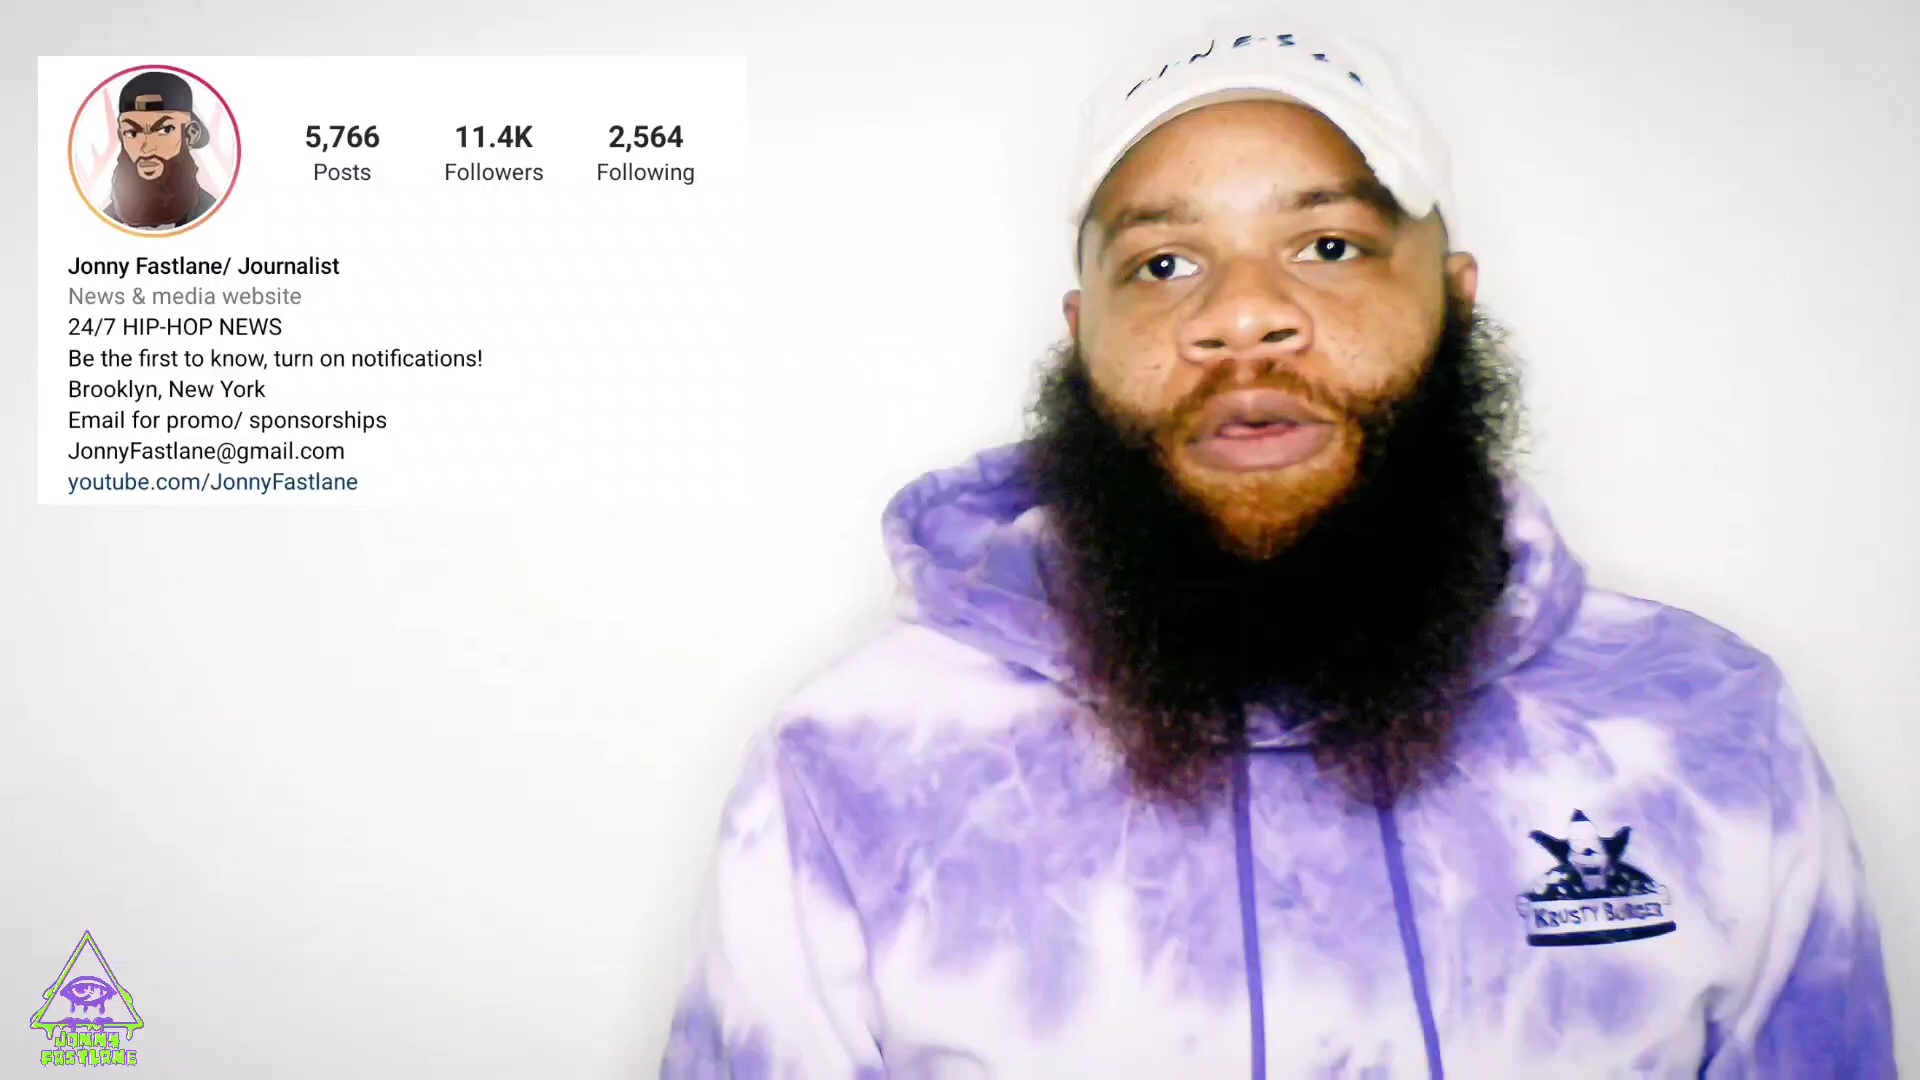 5,766 11.4K 2,564
Posts Followers Following
Jonny Fastlane/ Journalist
News & media website
24/7 HIP-HOP NEWS
Be the first to know, turn on notifications!
Brooklyn, New York
Email for promo/ sponsorships
JonnyFastlane@gmail.com
youtube.com/JonnyFastlane
KRUSTY BURGER
JONNY
FASTLANE